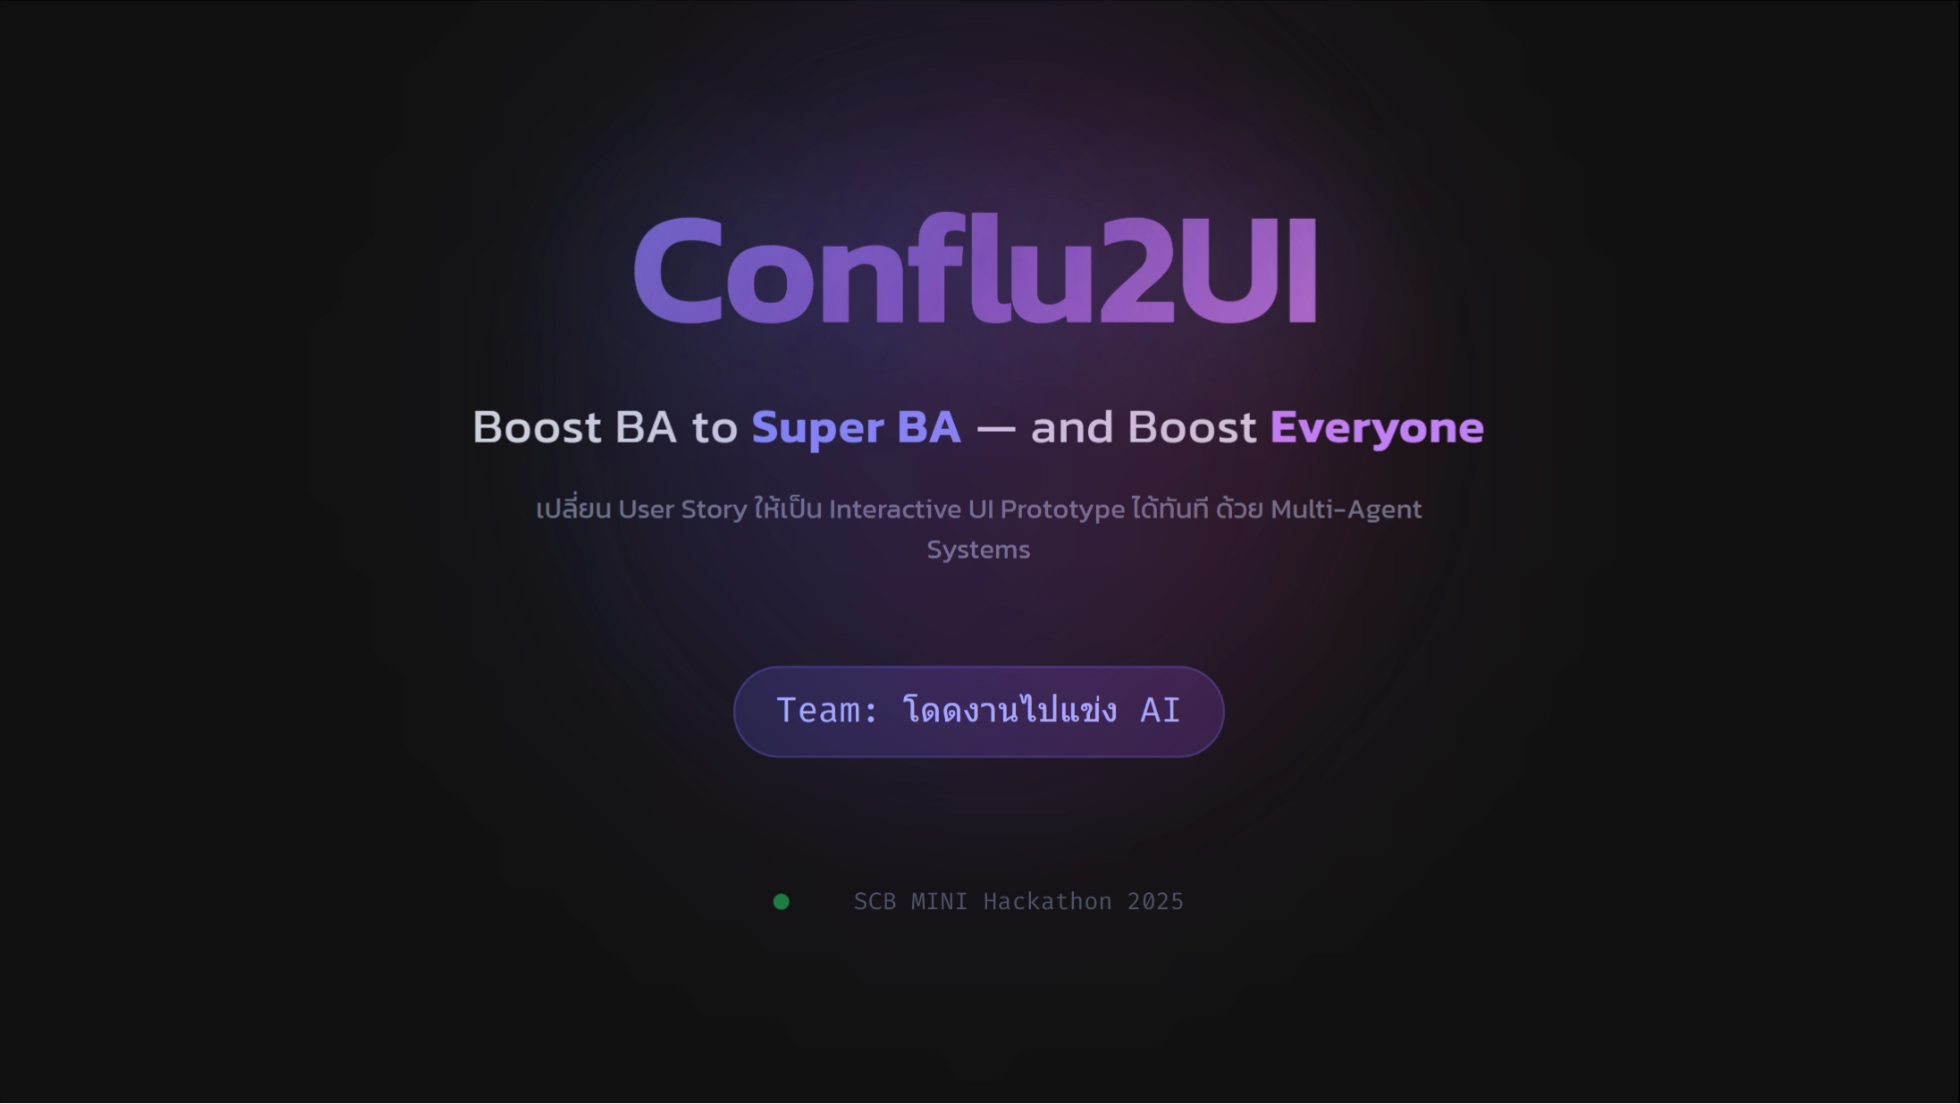 Conflu2UI
Boost BA to Super BA — and Boost Everyone
เปลี่ยน User Story ให้เป็น Interactive UI Prototype ได้ทันที ด้วย Multi-Agent
Systems
Team: โดดงานไปแข่ง AI
SCB MINI Hackathon 2025